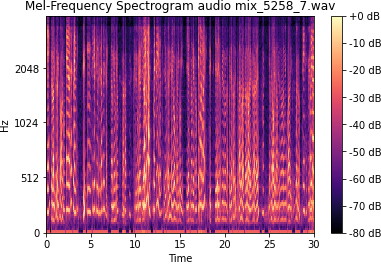 Mel-Frequency Spectrogram audio mix_5258_7.wav
+0 dB
-10 dB
2048
-20 dB
-30 dB
Hz
1024
-40 dB
-50 dB
512
-60 dB
-70 dB
0
-80 dB
0 5 10 15 20 25 30
Time